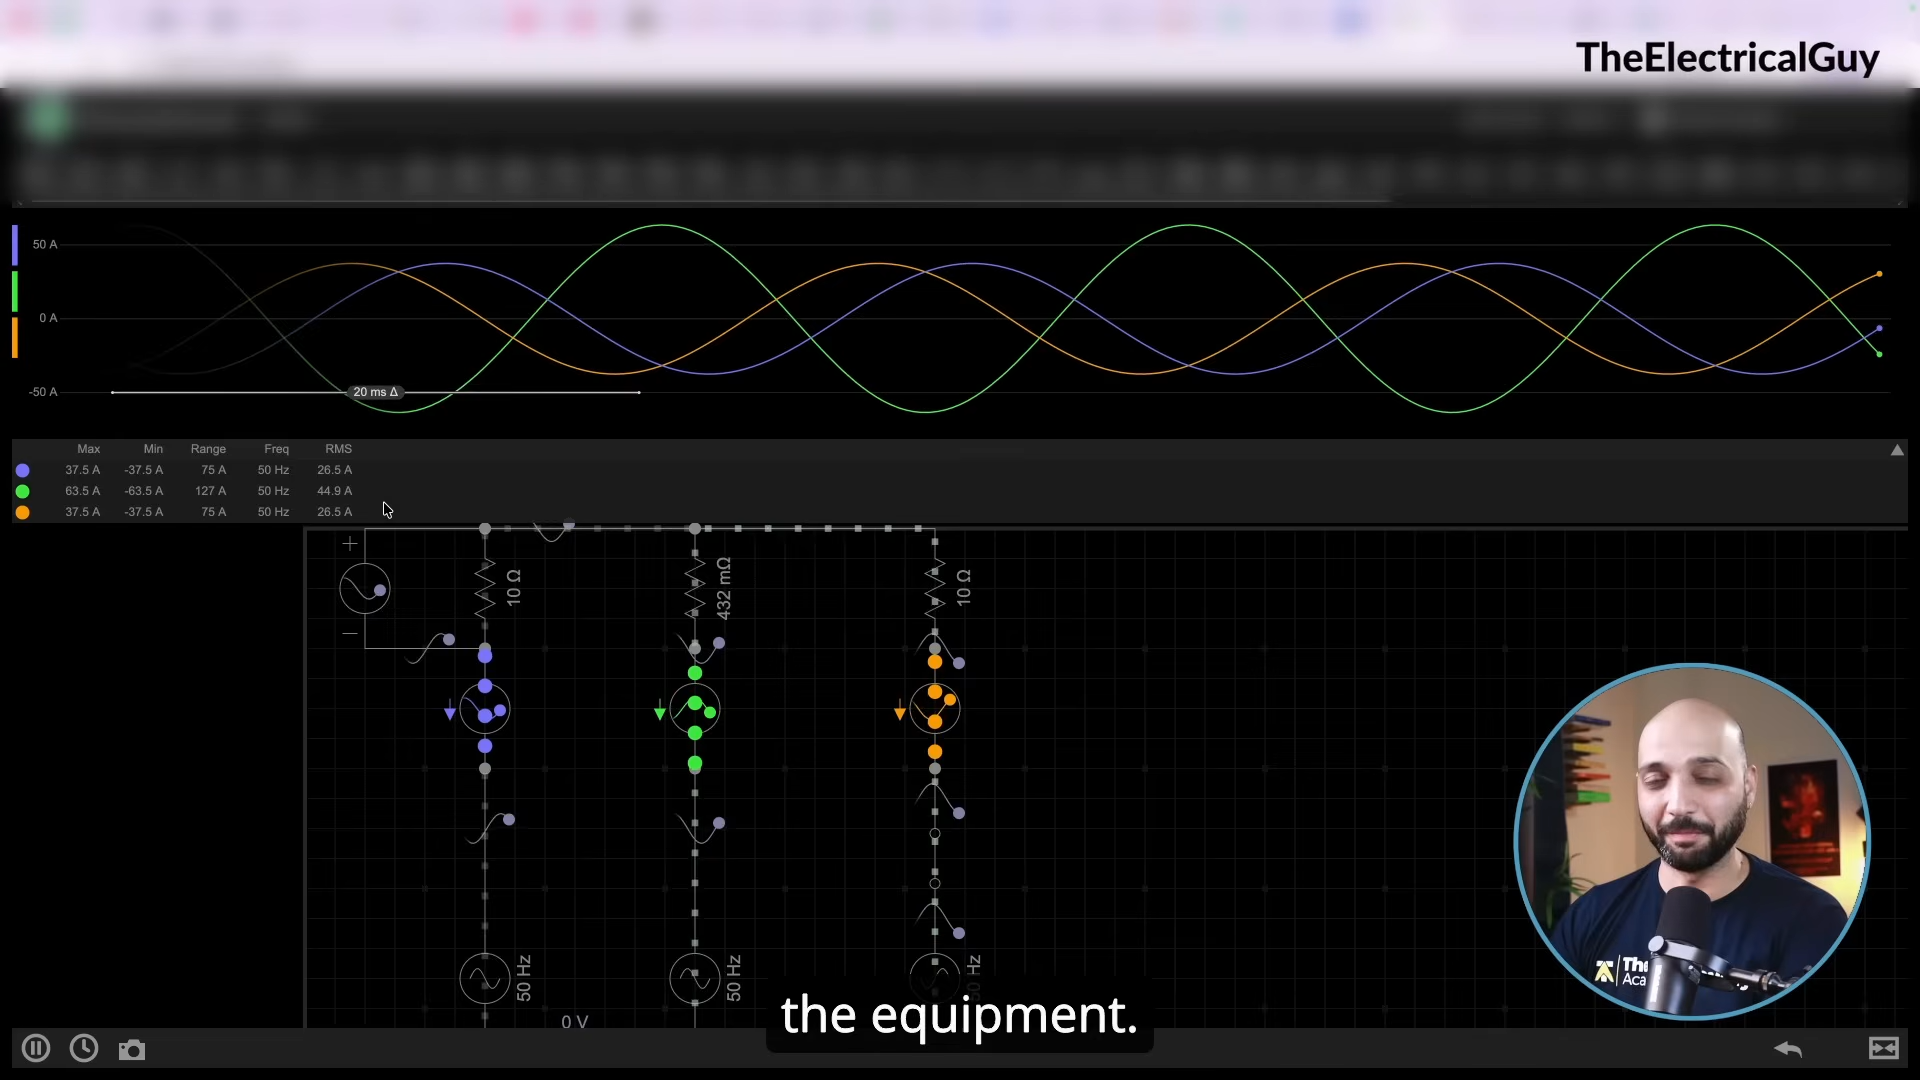 TheElectricalGuy
50 A
0 A
-50 A
20 ms Δ
Max Min Range Freq RMS
37.5 A -37.5 A 75 A 50 Hz 26.5 A
63.5 A -63.5 A 127 A 50 Hz 44.9 A
37.5 A -37.5 A 75 A 50 Hz 26.5 A
+
10 Ω
432 mΩ
10 Ω
−
50 Hz
50 Hz
50 Hz
0 V
the equipment.